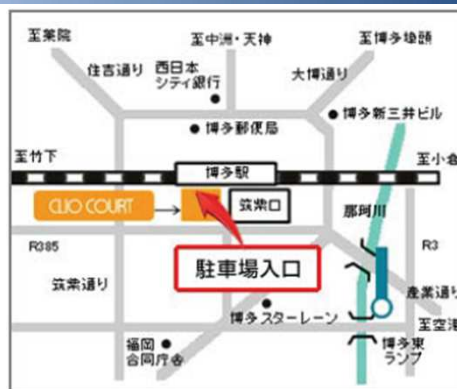 至薬院
至中洲・天神
至博多埠頭
住吉通り
西日本
シティ銀行
大博通り
博多新三井ビル
博多郵便局
至竹下
博多駅
至小倉
CLIO COURT
筑紫口
那珂川
R385
駐車場入口
R3
筑紫通り
産業通り
博多スターレーン
至空港
福岡
合同庁舎
博多東
ランプ